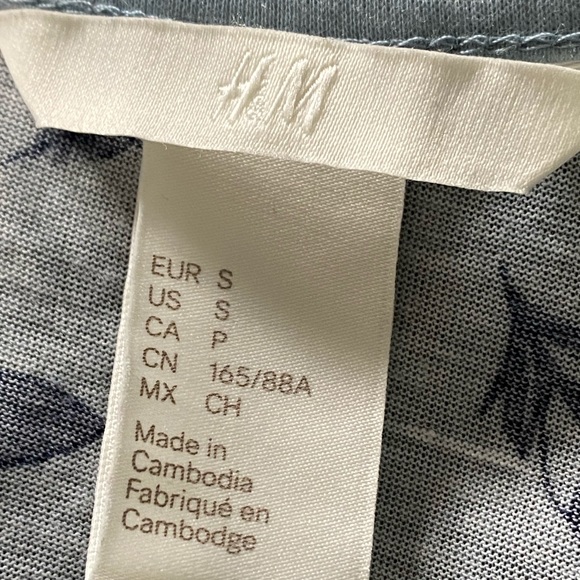 H&M
EUR S
US S
CA P
CN 165/88A
MX CH
Made in
Cambodia
Fabriqué en
Cambodge